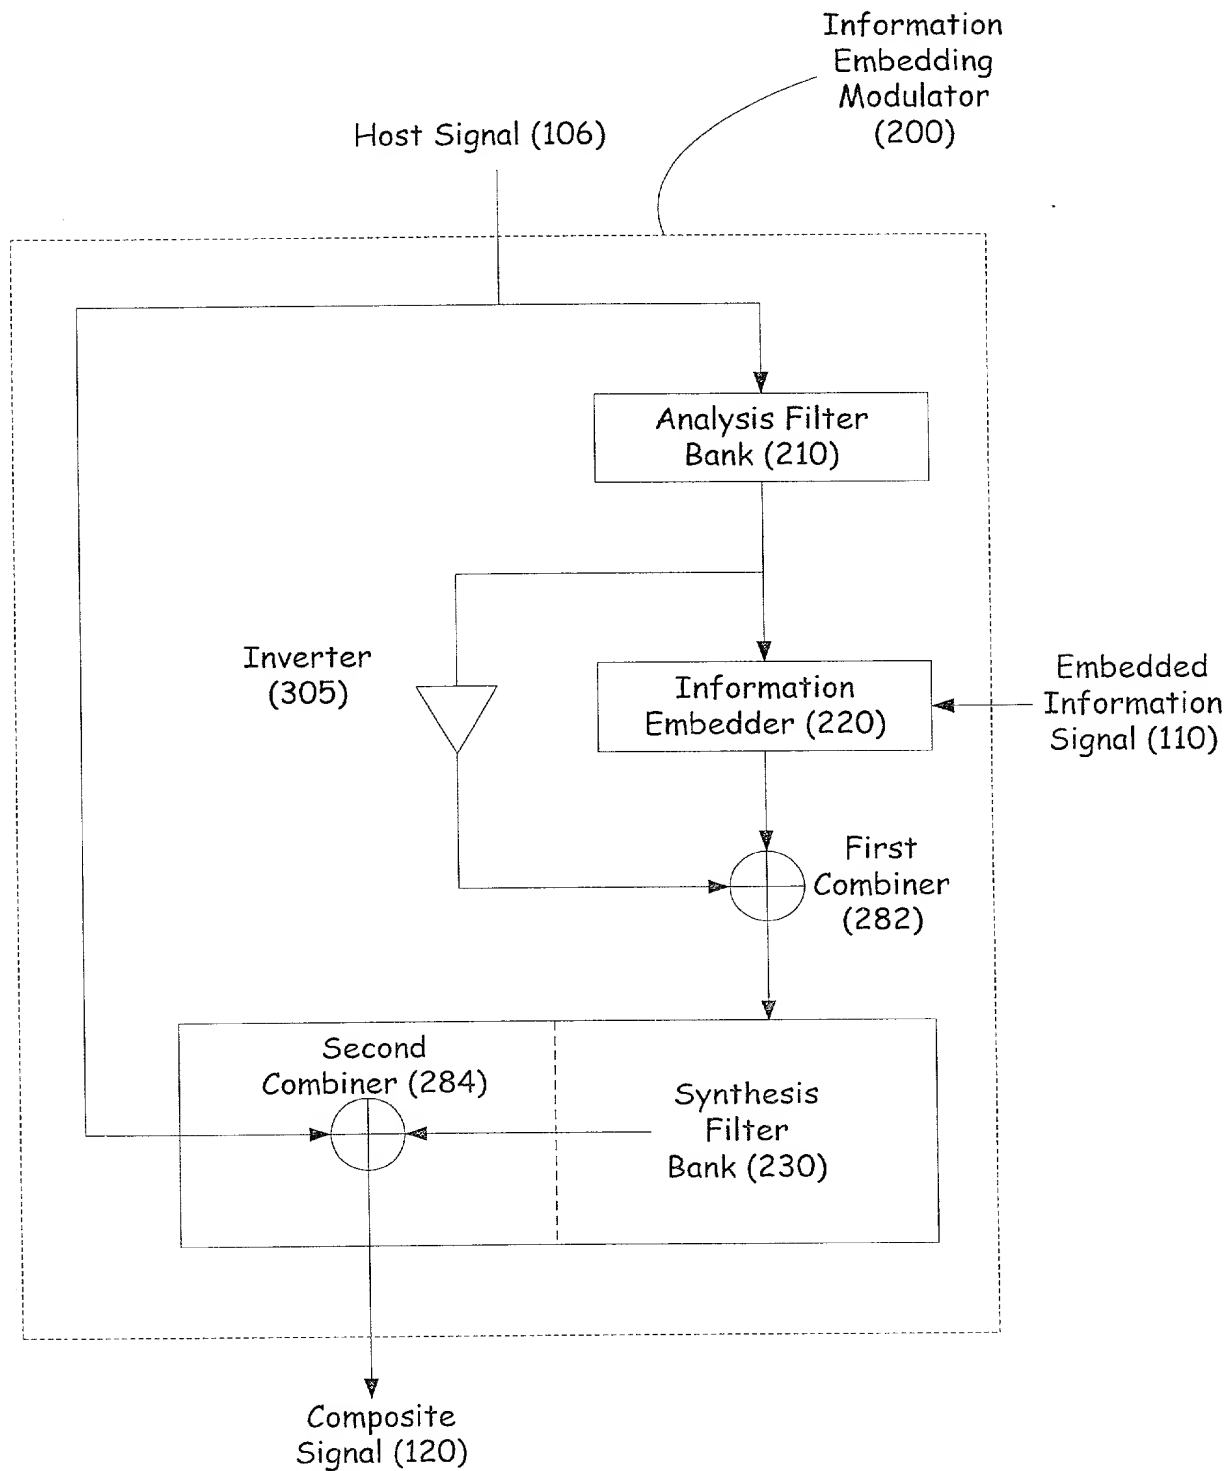 Information
Embedding
Modulator
(200)
Host Signal (106)
Analysis Filter
Bank (210)
Inverter
(305)
Information
Embedder (220)
Embedded
Information
Signal (110)
First
Combiner
(282)
Second
Combiner (284)
Synthesis
Filter
Bank (230)
Composite
Signal (120)